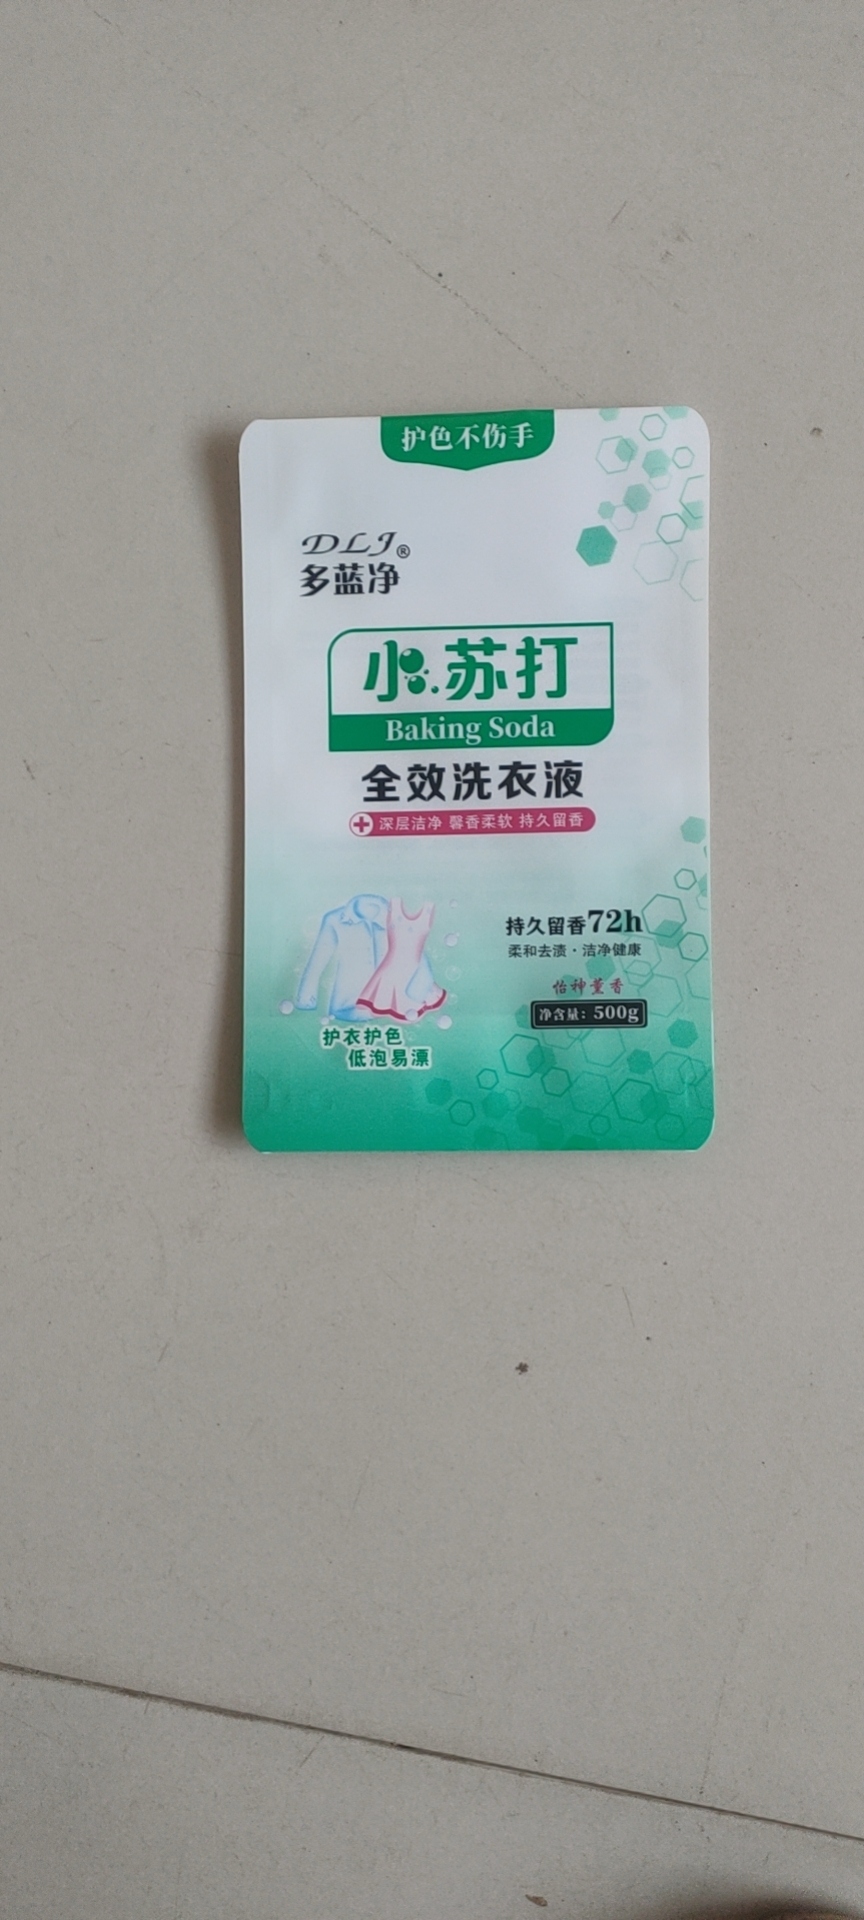 护色不伤手
DLJ®
多蓝净
小苏打
Baking Soda
全效洗衣液
深层洁净 馨香柔软 持久留香
持久留香72h
柔和去渍·洁净健康
怡神薰香
净含量：500g
护衣护色
低泡易漂